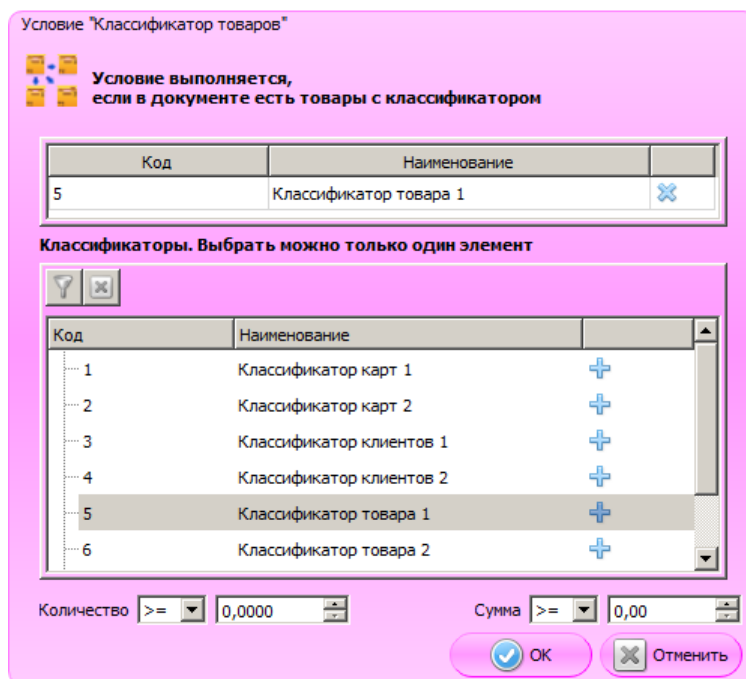 Условие "Классификатор товаров"
Условие выполняется,
если в документе есть товары с классификатором
Код Наименование
5 Классификатор товара 1
Классификаторы. Выбрать можно только один элемент
Код Наименование
1 Классификатор карт 1
2 Классификатор карт 2
3 Классификатор клиентов 1
4 Классификатор клиентов 2
5 Классификатор товара 1
6 Классификатор товара 2
Количество >= 0,0000 Сумма >= 0,00
ОК Отменить